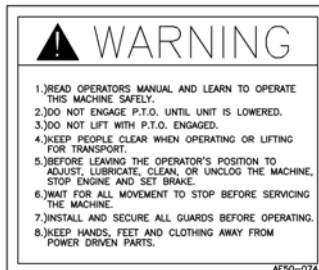 WARNING
1.)READ OPERATORS MANUAL AND LEARN TO OPERATE
THIS MACHINE SAFELY.
2.)DO NOT ENGAGE P.T.O. UNTIL UNIT IS LOWERED.
3.)DO NOT LIFT WITH P.T.O. ENGAGED.
4.)KEEP PEOPLE CLEAR WHEN OPERATING OR LIFTING
FOR TRANSPORT.
5.)BEFORE LEAVING THE OPERATOR'S POSITION TO
ADJUST, LUBRICATE, CLEAN, OR UNCLOG THE MACHINE,
STOP ENGINE AND SET BRAKE.
6.)WAIT FOR ALL MOVEMENT TO STOP BEFORE SERVICING
THE MACHINE.
7.)INSTALL AND SECURE ALL GUARDS BEFORE OPERATING.
8.)KEEP HANDS, FEET AND CLOTHING AWAY FROM
POWER DRIVEN PARTS.
AF50-074